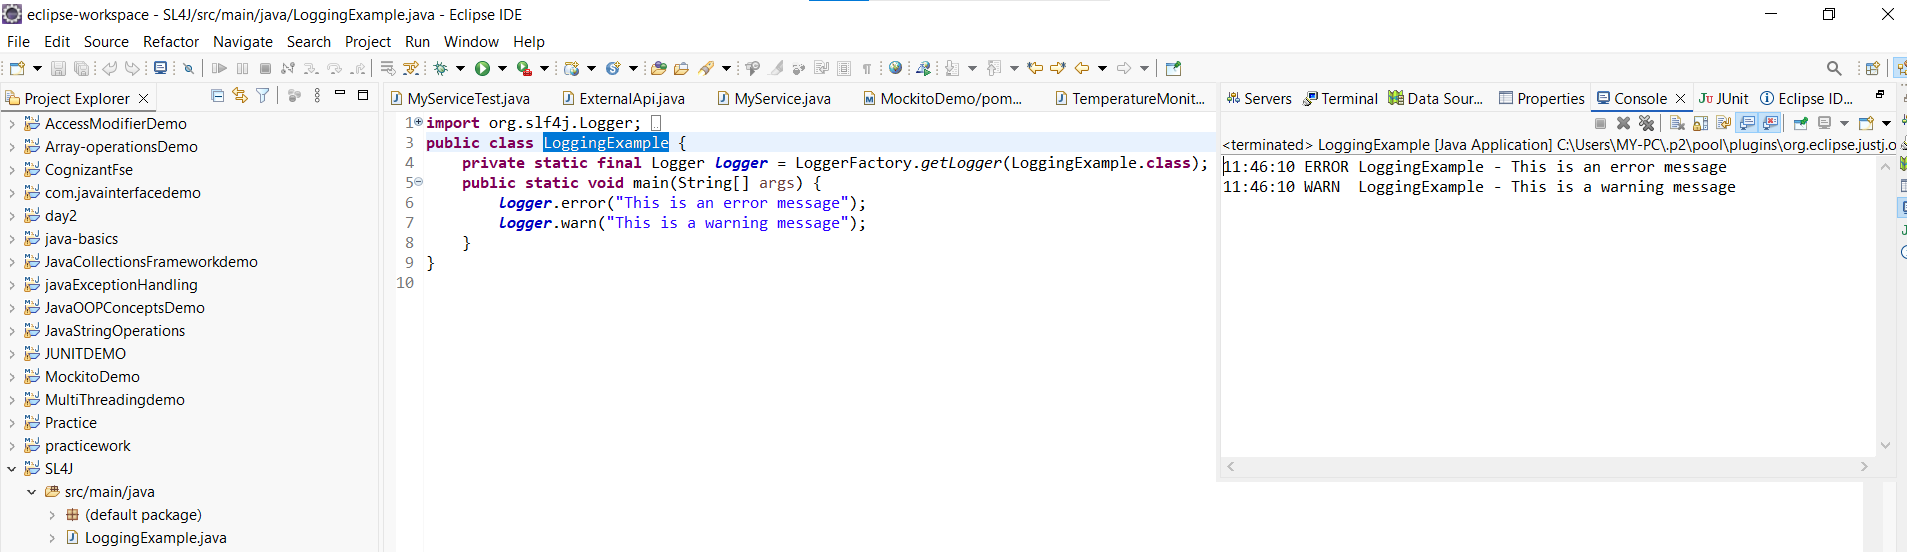 eclipse-workspace - SL4J/src/main/java/LoggingExample.java - Eclipse IDE
File Edit Source Refactor Navigate Search Project Run Window Help
Project Explorer
AccessModifierDemo
Array-operationsDemo
CognizantFse
com.javainterfacedemo
day2
java-basics
JavaCollectionsFrameworkdemo
javaExceptionHandling
JavaOOPConceptsDemo
JavaStringOperations
JUNITDEMO
MockitoDemo
MultiThreadingdemo
Practice
practicework
SL4J
src/main/java
(default package)
LoggingExample.java
MyServiceTest.java ExternalApi.java MyService.java MockitoDemo/pom... TemperatureMonit...
1 import org.slf4j.Logger;
3 public class LoggingExample {
4 private static final Logger logger = LoggerFactory.getLogger(LoggingExample.class);
5 public static void main(String[] args) {
6 logger.error("This is an error message");
7 logger.warn("This is a warning message");
8 }
9 }
10
Servers Terminal Data Sour... Properties Console JUnit Eclipse ID...
<terminated> LoggingExample [Java Application] C:\Users\MY-PC\.p2\pool\plugins\org.eclipse.justj.o
11:46:10 ERROR LoggingExample - This is an error message
11:46:10 WARN  LoggingExample - This is a warning message